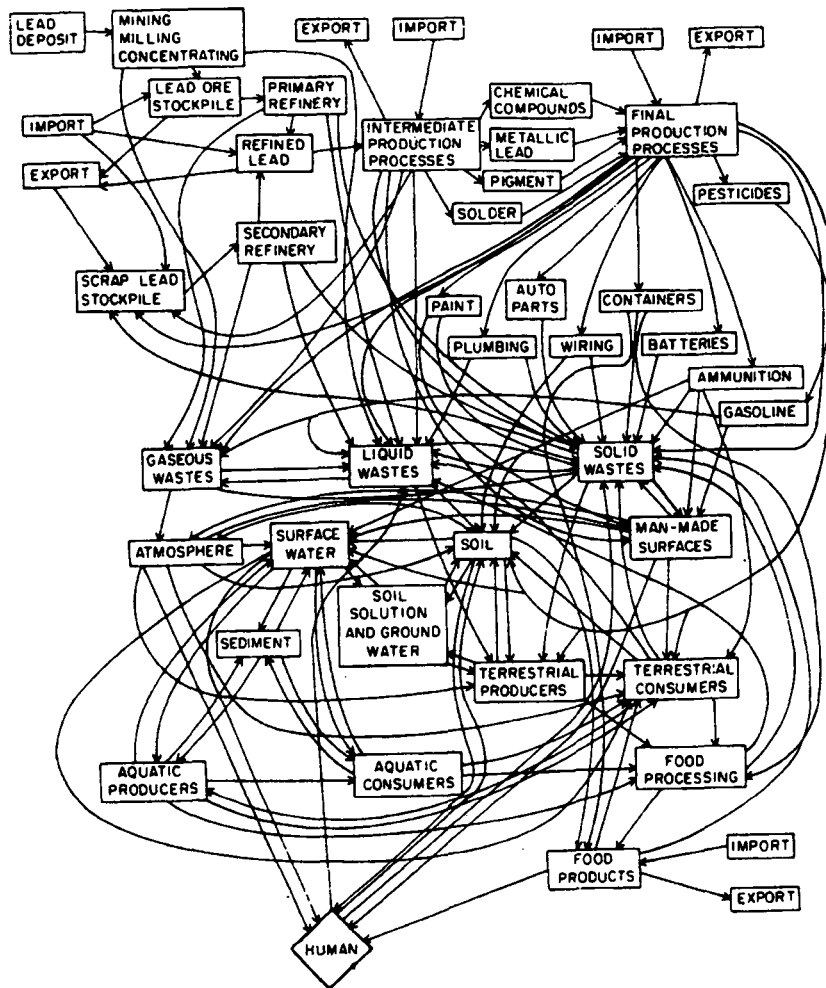 LEAD
DEPOSIT
MINING
MILLING
CONCENTRATING
EXPORT
IMPORT
IMPORT
EXPORT
LEAD ORE
STOCKPILE
PRIMARY
REFINERY
CHEMICAL
COMPOUNDS
IMPORT
REFINED
LEAD
INTERMEDIATE
PRODUCTION
PROCESSES
METALLIC
LEAD
FINAL
PRODUCTION
PROCESSES
EXPORT
PIGMENT
PESTICIDES
SOLDER
SECONDARY
REFINERY
SCRAP LEAD
STOCKPILE
PAINT
AUTO
PARTS
CONTAINERS
PLUMBING
WIRING
BATTERIES
AMMUNITION
GASOLINE
GASEOUS
WASTES
LIQUID
WASTES
SOLID
WASTES
ATMOSPHERE
SURFACE
WATER
SOIL
MAN-MADE
SURFACES
SOIL
SOLUTION
AND GROUND
WATER
SEDIMENT
TERRESTRIAL
PRODUCERS
TERRESTRIAL
CONSUMERS
AQUATIC
PRODUCERS
AQUATIC
CONSUMERS
FOOD
PROCESSING
FOOD
PRODUCTS
IMPORT
EXPORT
HUMAN